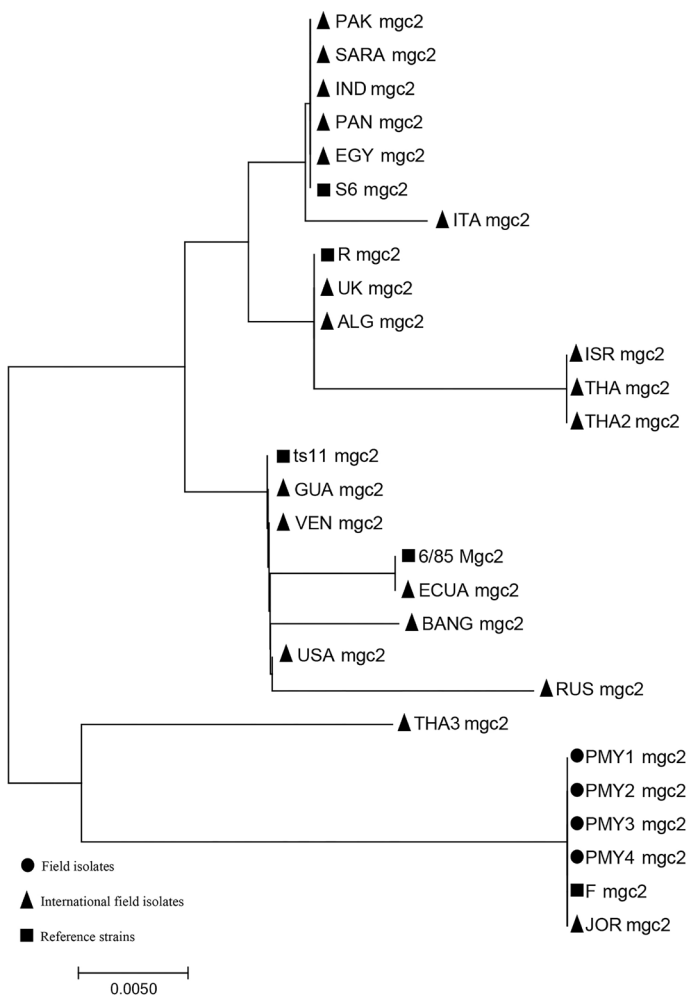 PAK mgc2
SARA mgc2
IND mgc2
PAN mgc2
EGY mgc2
S6 mgc2
ITA mgc2
R mgc2
UK mgc2
ALG mgc2
ISR mgc2
THA mgc2
THA2 mgc2
ts11 mgc2
GUA mgc2
VEN mgc2
6/85 Mgc2
ECUA mgc2
BANG mgc2
USA mgc2
RUS mgc2
THA3 mgc2
PMY1 mgc2
PMY2 mgc2
PMY3 mgc2
PMY4 mgc2
F mgc2
JOR mgc2
Field isolates
International field isolates
Reference strains
0.0050